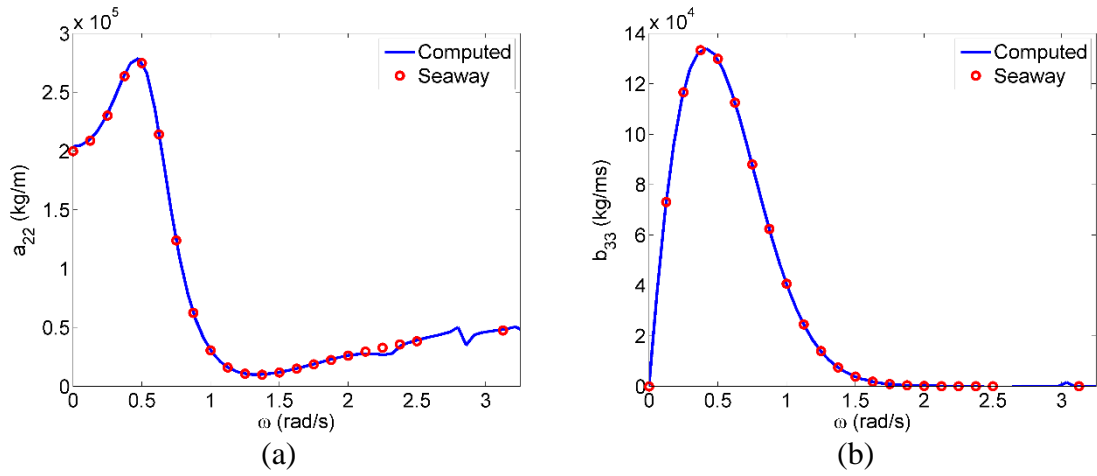 x 10^5
3
2.5
2
1.5
1
0.5
0
a_22 (kg/m)
0 0.5 1 1.5 2 2.5 3
ω (rad/s)
Computed
Seaway
(a)
x 10^4
14
12
10
8
6
4
2
0
b_33 (kg/ms)
0 0.5 1 1.5 2 2.5 3
ω (rad/s)
Computed
Seaway
(b)